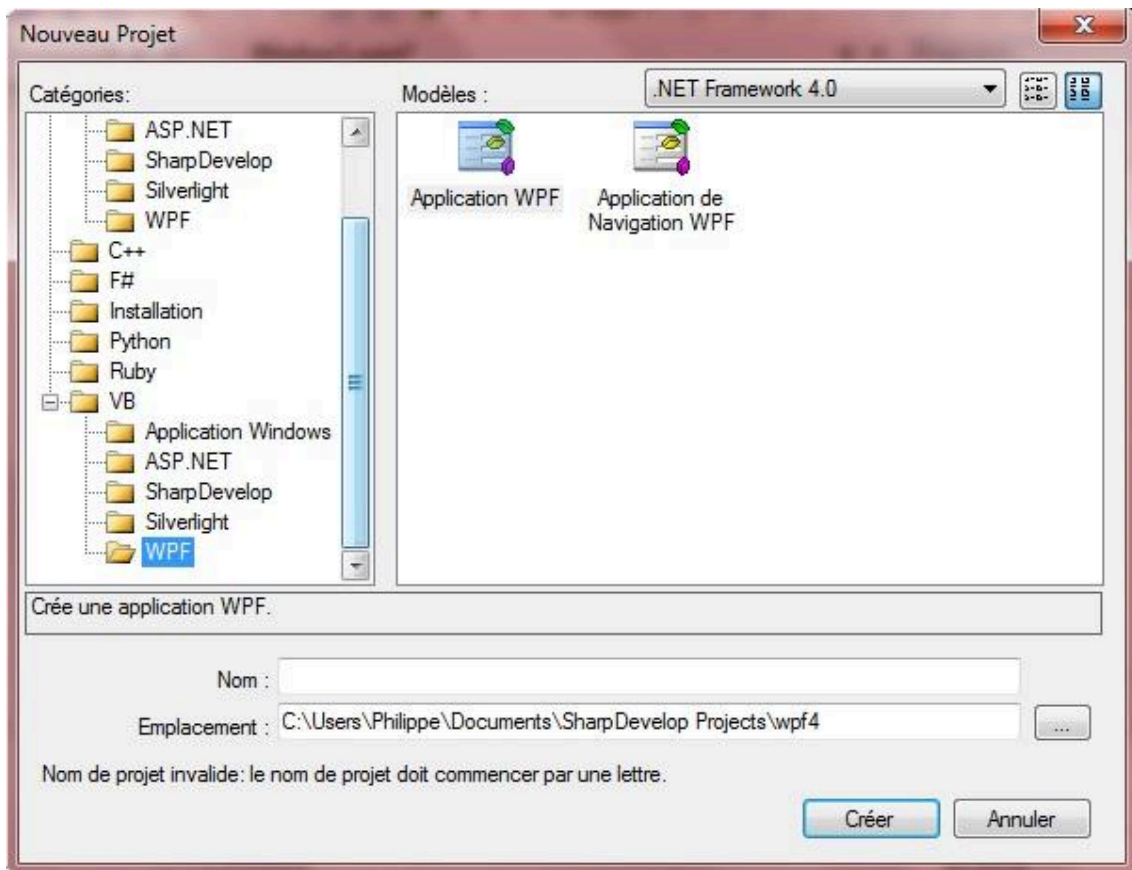 Nouveau Projet
Catégories:
Modèles :
.NET Framework 4.0
ASP.NET
SharpDevelop
Silverlight
WPF
C++
F#
Installation
Python
Ruby
VB
Application Windows
ASP.NET
SharpDevelop
Silverlight
WPF
Application WPF
Application de
Navigation WPF
Crée une application WPF.
Nom :
Emplacement : C:\Users\Philippe\Documents\SharpDevelop Projects\wpf4
...
Nom de projet invalide: le nom de projet doit commencer par une lettre.
Créer
Annuler